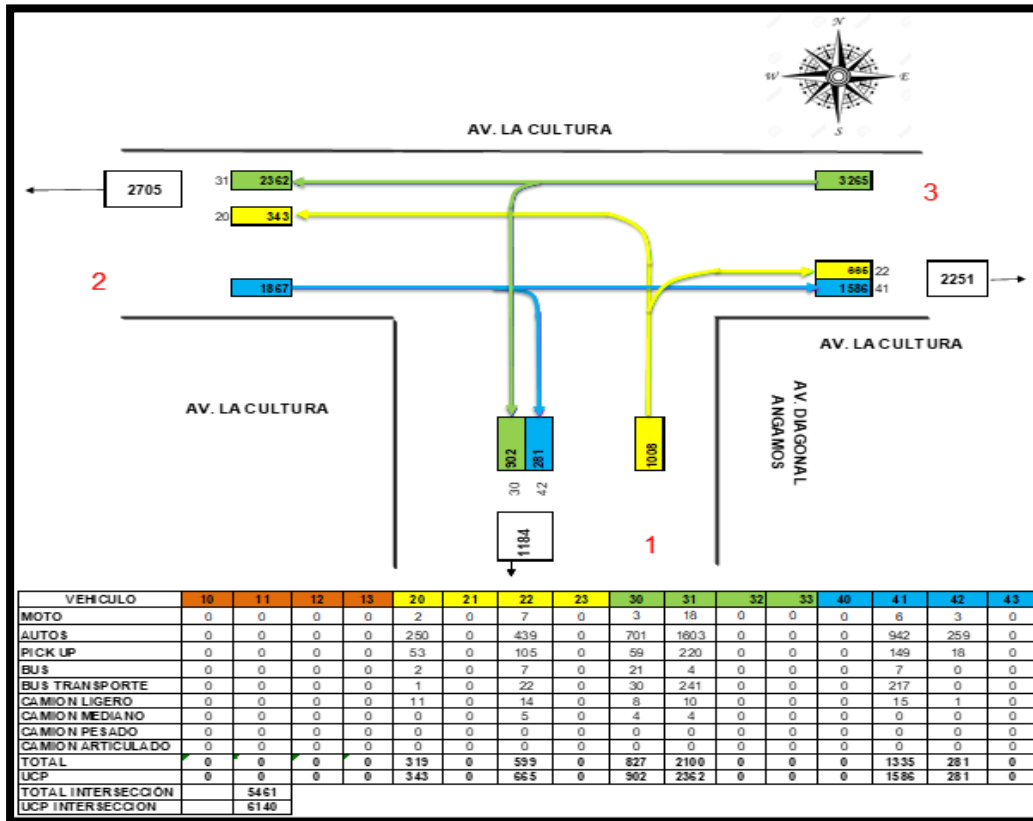 N
W E
S
AV. LA CULTURA
2705 31 2362 3265 3
20 343
2 1867 665 22 2251
1586 41
AV. LA CULTURA
AV. LA CULTURA
AV. DIAGONAL ANGAMOS
902 281 1008
30 42
1184 1
VEHICULO 10 11 12 13 20 21 22 23 30 31 32 33 40 41 42 43
MOTO 0 0 0 0 2 0 7 0 3 18 0 0 0 6 3 0
AUTOS 0 0 0 0 250 0 439 0 701 1603 0 0 0 942 259 0
PICK UP 0 0 0 0 53 0 105 0 59 220 0 0 0 149 18 0
BUS 0 0 0 0 2 0 7 0 21 4 0 0 0 7 0 0
BUS TRANSPORTE 0 0 0 0 1 0 22 0 30 241 0 0 0 217 0 0
CAMION LIGERO 0 0 0 0 11 0 14 0 8 10 0 0 0 15 1 0
CAMION MEDIANO 0 0 0 0 0 0 5 0 4 4 0 0 0 0 0 0
CAMION PESADO 0 0 0 0 0 0 0 0 0 0 0 0 0 0 0 0
CAMION ARTICULADO 0 0 0 0 0 0 0 0 0 0 0 0 0 0 0 0
TOTAL 0 0 0 0 319 0 599 0 827 2100 0 0 0 1335 281 0
UCP 0 0 0 0 343 0 665 0 902 2362 0 0 0 1586 281 0
TOTAL INTERSECCIÓN 5461
UCP INTERSECCION 6140